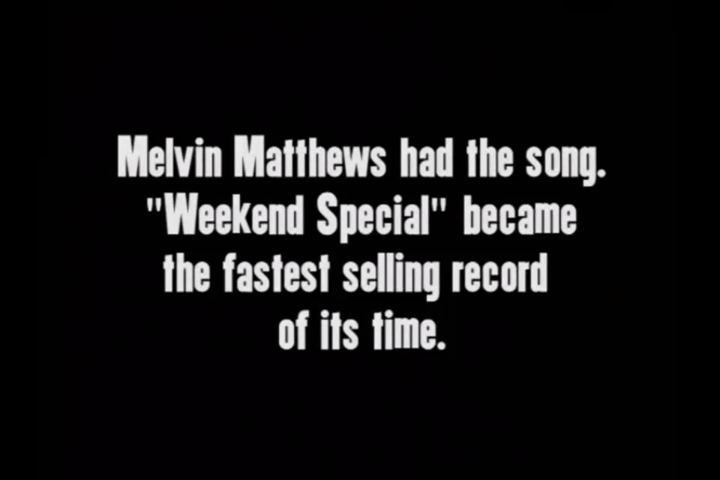 Melvin Matthews had the song.
"Weekend Special" became
the fastest selling record
of its time.